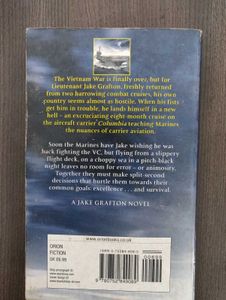 The Vietnam War is finally over, but for
Lieutenant Jake Grafton, freshly returned
from two harrowing combat cruises, his own
country seems almost as hostile. When his fists
get him in trouble, he lands himself in a new
hell – an excruciating eight-month cruise on
the aircraft carrier Columbia teaching Marines
the nuances of carrier aviation.
Soon the Marines have Jake wishing he was
back fighting the VC, but flying from a slippery
flight deck, on a choppy sea in a pitch-black
night leaves no room for error – or animosity.
Together they must make split-second
decisions that hurtle them towards their
common goals: excellence . . . and survival.
A JAKE GRAFTON NOVEL
ORION
FICTION
UK £6.99
00699